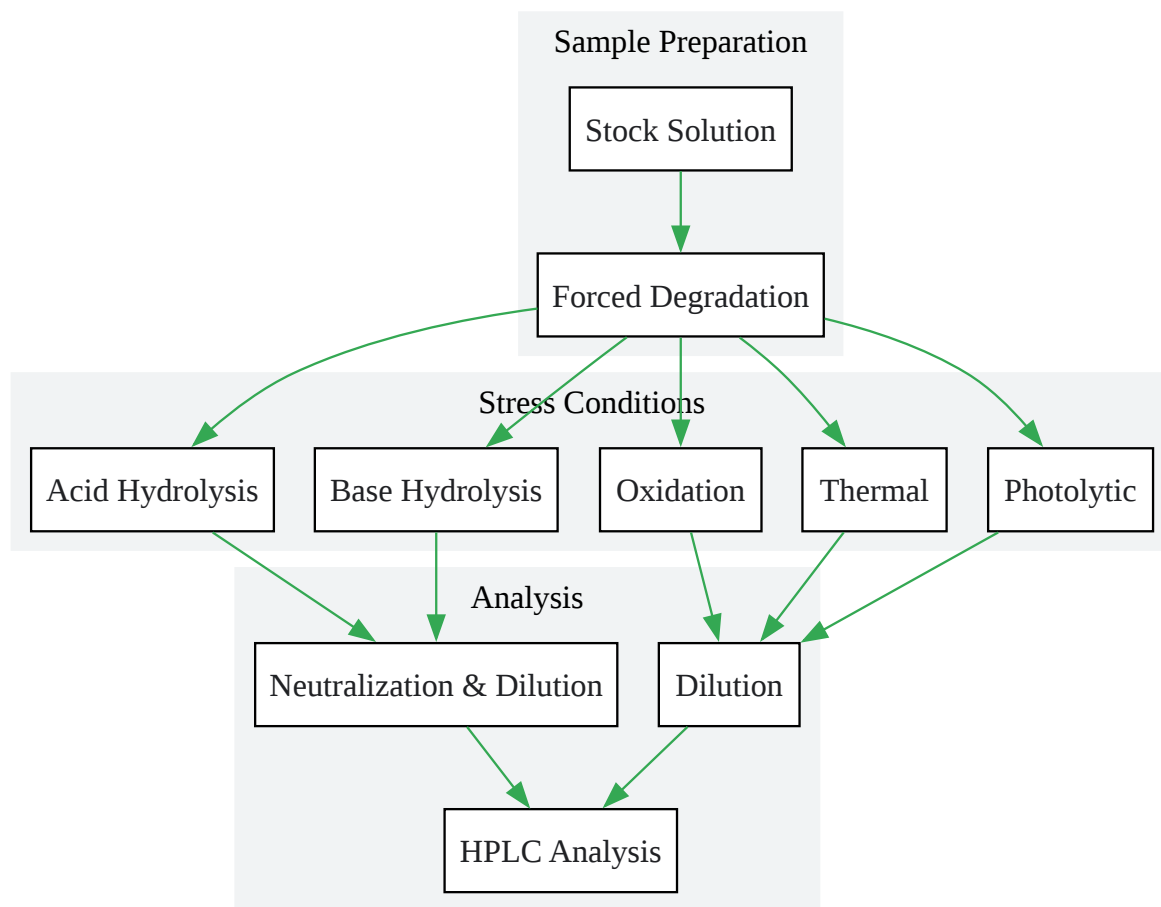 Sample Preparation
Stock Solution
Forced Degradation
Stress Conditions
Acid Hydrolysis
Base Hydrolysis
Oxidation
Thermal
Photolytic
Analysis
Neutralization & Dilution
Dilution
HPLC Analysis